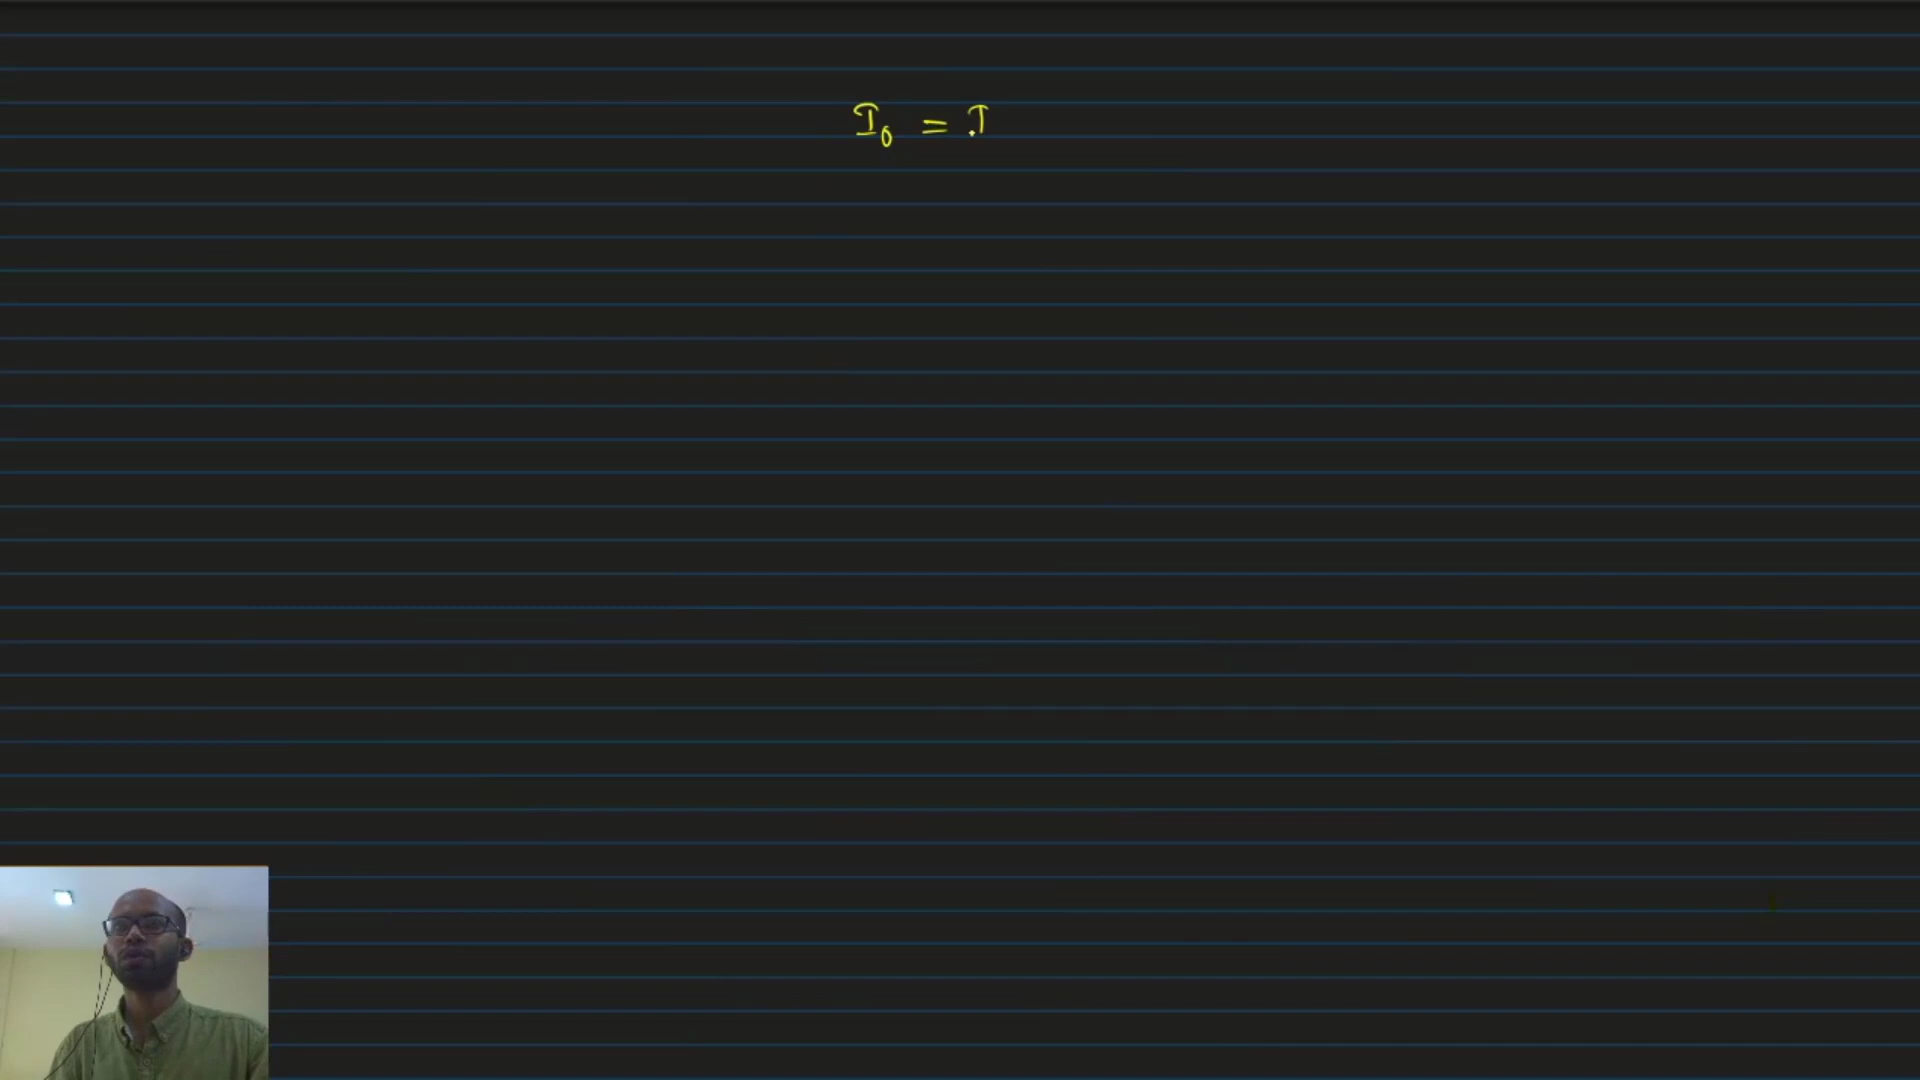 I₀ = I